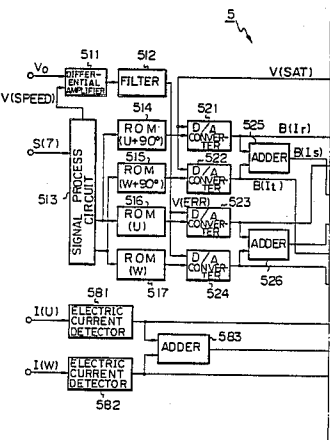 5
511
512
Vo
DIFFER-
ENTIAL
AMPLIFIER
FILTER
V(SAT)
V(SPEED)
514
521
ROM
(U+90°)
D/A
CONVER-
TER
525
B(Ir)
S(7)
515
ADDER
B(Is)
ROM
(W+90°)
D/A
CONVER-
TER
522
B(It)
513
SIGNAL PROCESS
CIRCUIT
516
V(ERR)
523
ROM
(U)
D/A
CONVER-
TER
ADDER
ROM
(W)
D/A
CONVER-
TER
526
517
524
581
I(U)
ELECTRIC
CURRENT
DETECTOR
583
ADDER
I(W)
ELECTRIC
CURRENT
DETECTOR
582